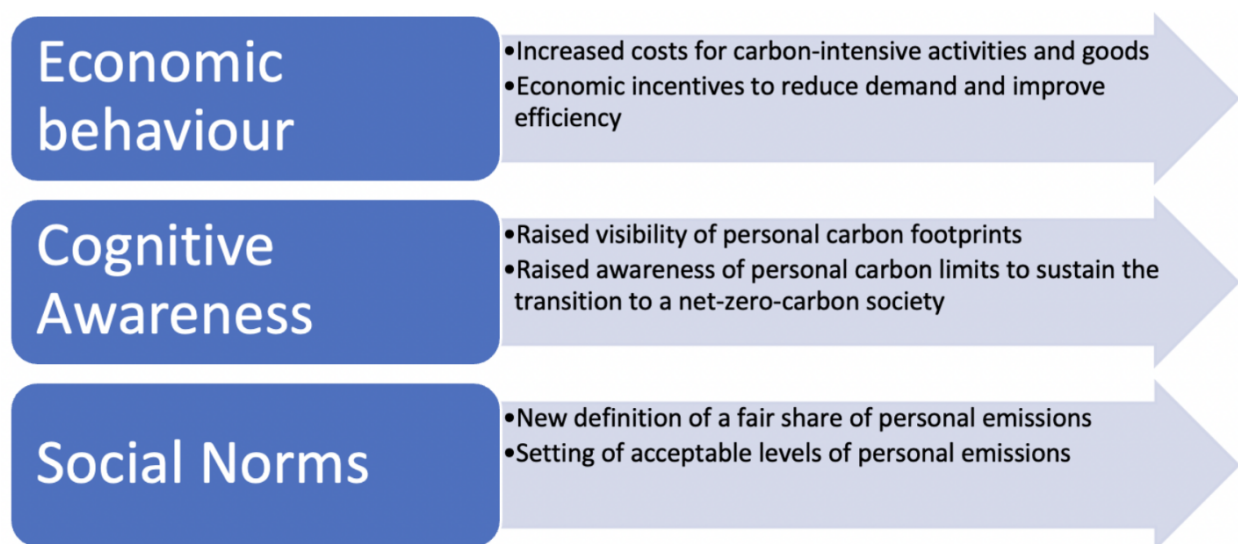 Economic
behaviour
•Increased costs for carbon-intensive activities and goods
•Economic incentives to reduce demand and improve
efficiency
Cognitive
Awareness
•Raised visibility of personal carbon footprints
•Raised awareness of personal carbon limits to sustain the
transition to a net-zero-carbon society
Social Norms
•New definition of a fair share of personal emissions
•Setting of acceptable levels of personal emissions